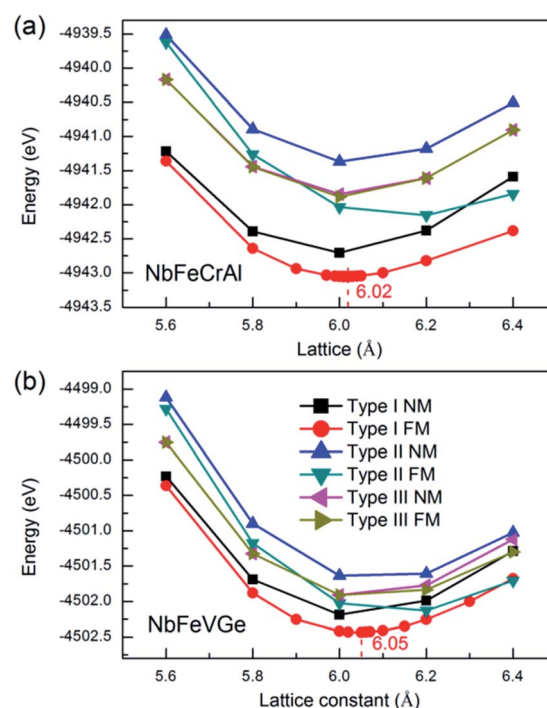 (a)
-4939.5
-4940.0
-4940.5
-4941.0
-4941.5
-4942.0
-4942.5
-4943.0
-4943.5
Energy (eV)
NbFeCrAl
6.02
5.6 5.8 6.0 6.2 6.4
Lattice (Å)
(b)
-4499.0
-4499.5
-4500.0
-4500.5
-4501.0
-4501.5
-4502.0
-4502.5
Energy (eV)
Type I NM
Type I FM
Type II NM
Type II FM
Type III NM
Type III FM
NbFeVGe
6.05
5.6 5.8 6.0 6.2 6.4
Lattice constant (Å)